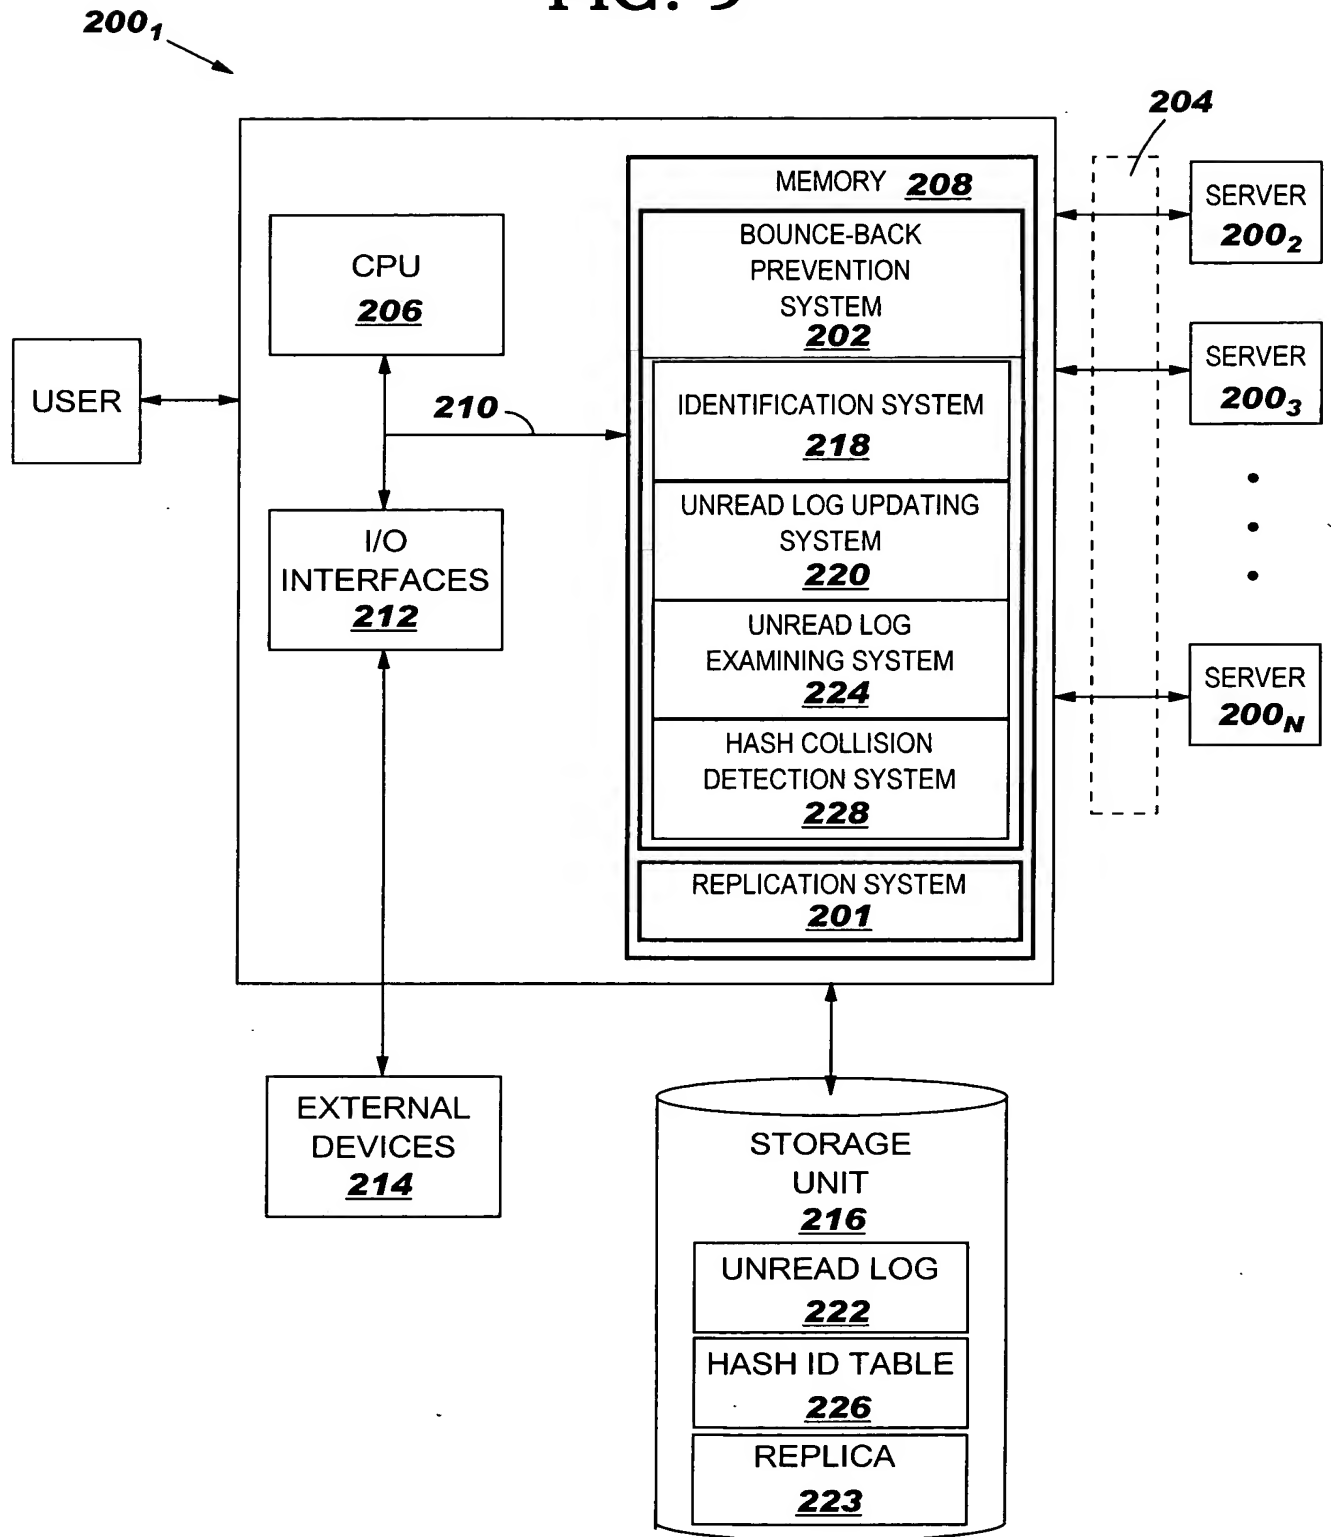 200₁
204
MEMORY 208
BOUNCE-BACK
PREVENTION
SYSTEM
202
IDENTIFICATION SYSTEM
218
UNREAD LOG UPDATING
SYSTEM
220
UNREAD LOG
EXAMINING SYSTEM
224
HASH COLLISION
DETECTION SYSTEM
228
REPLICATION SYSTEM
201
CPU
206
USER
210
I/O
INTERFACES
212
SERVER
200₂
SERVER
200₃
SERVER
200N
EXTERNAL
DEVICES
214
STORAGE
UNIT
216
UNREAD LOG
222
HASH ID TABLE
226
REPLICA
223